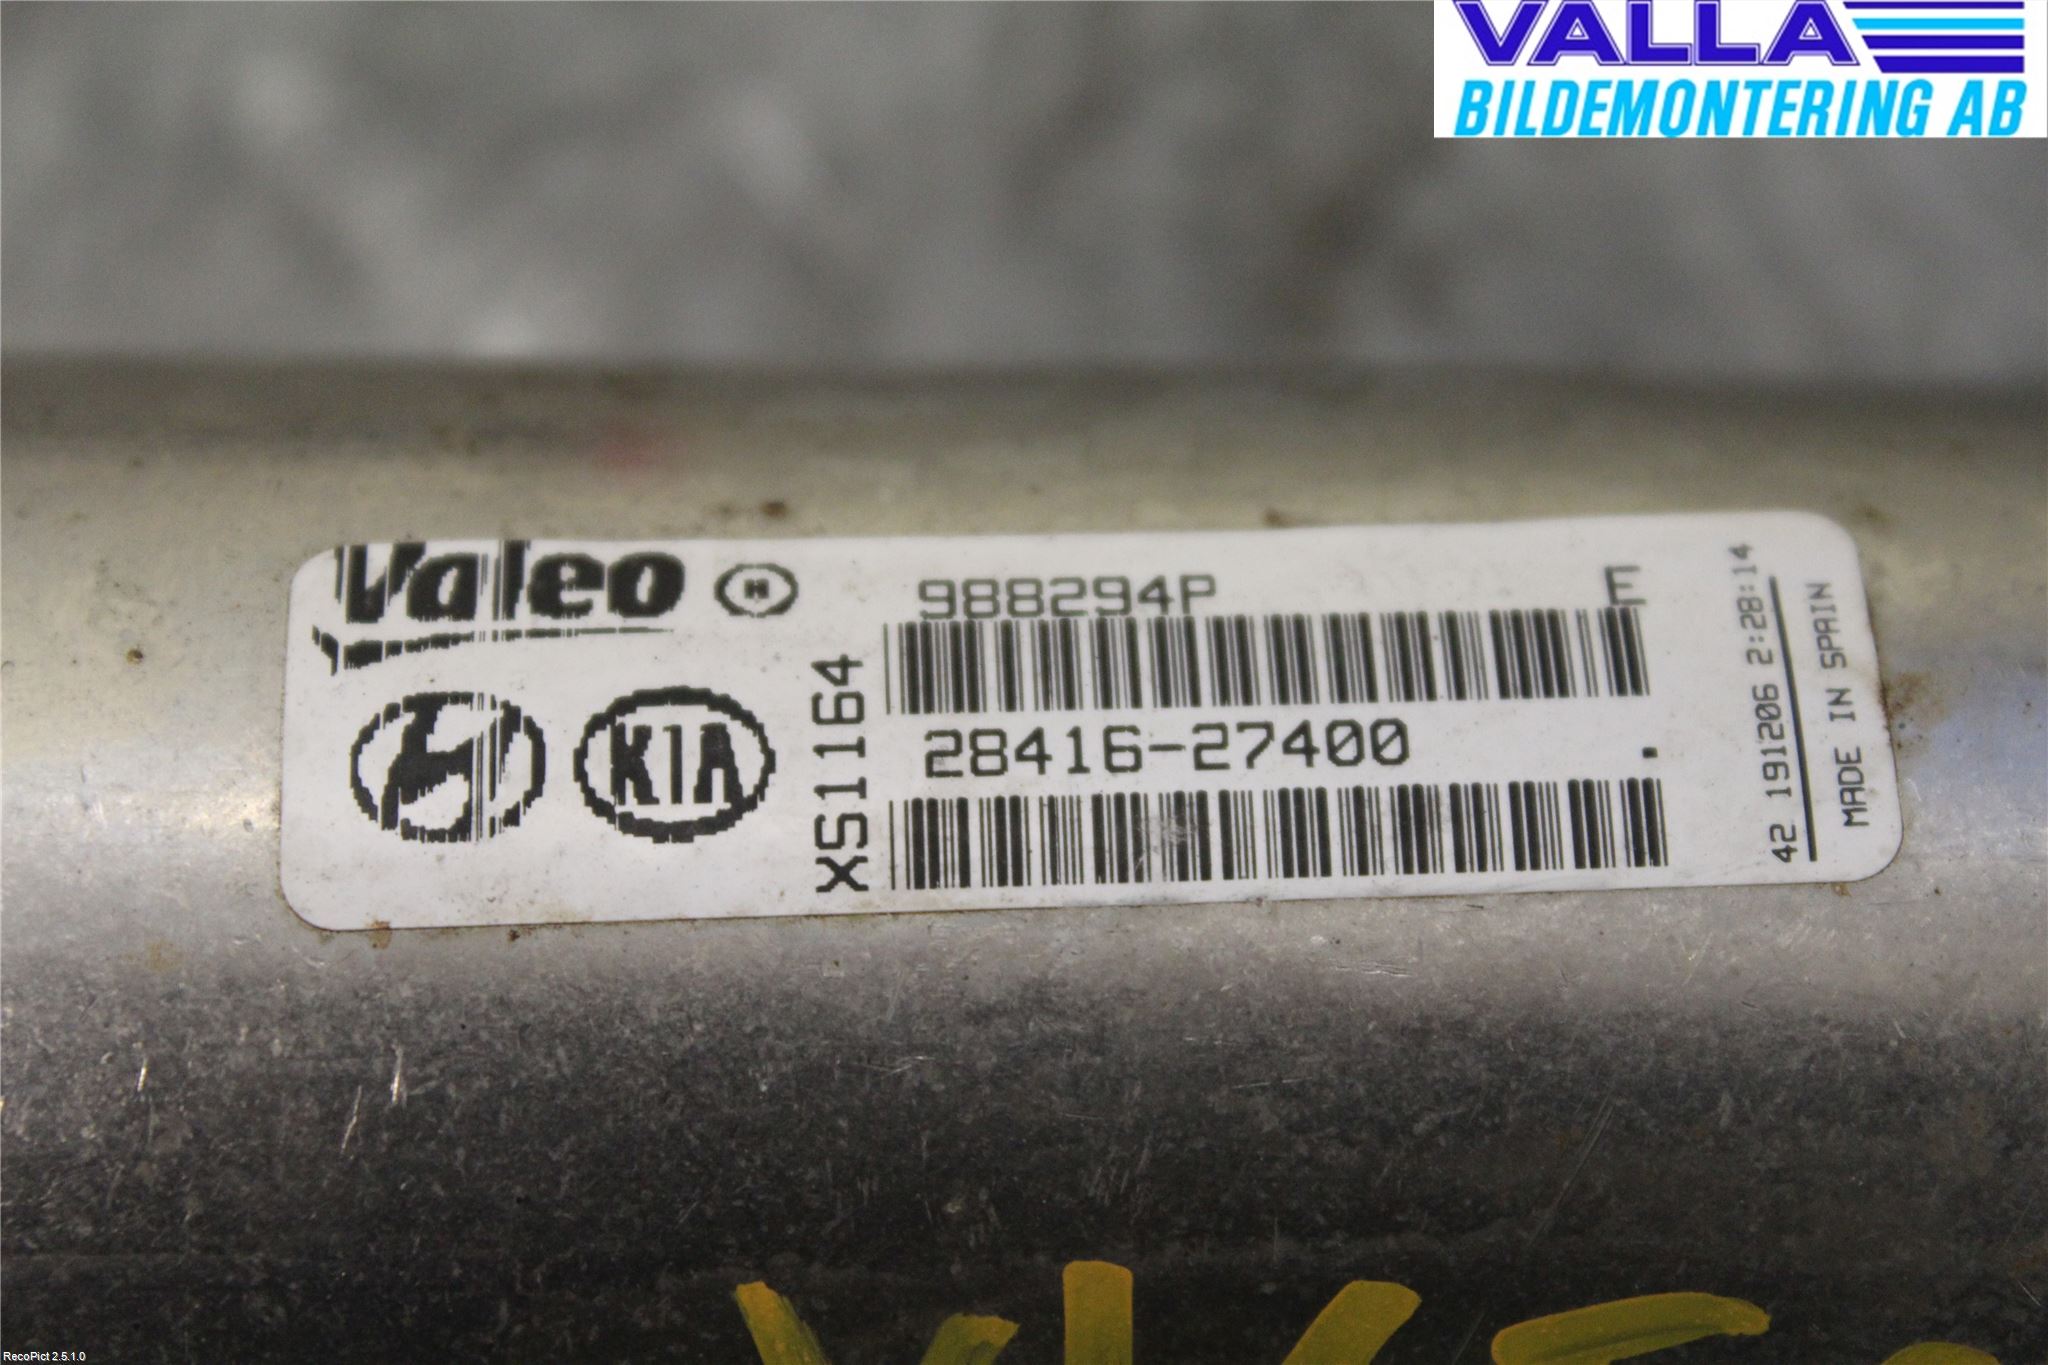 VALLA
BILDEMONTERING AB
Valeo
N
988294P E
KIA
XS1164
28416-27400 .
42 191206 2:28:14
MADE IN SPAIN
RecoPict 2.5.1.0